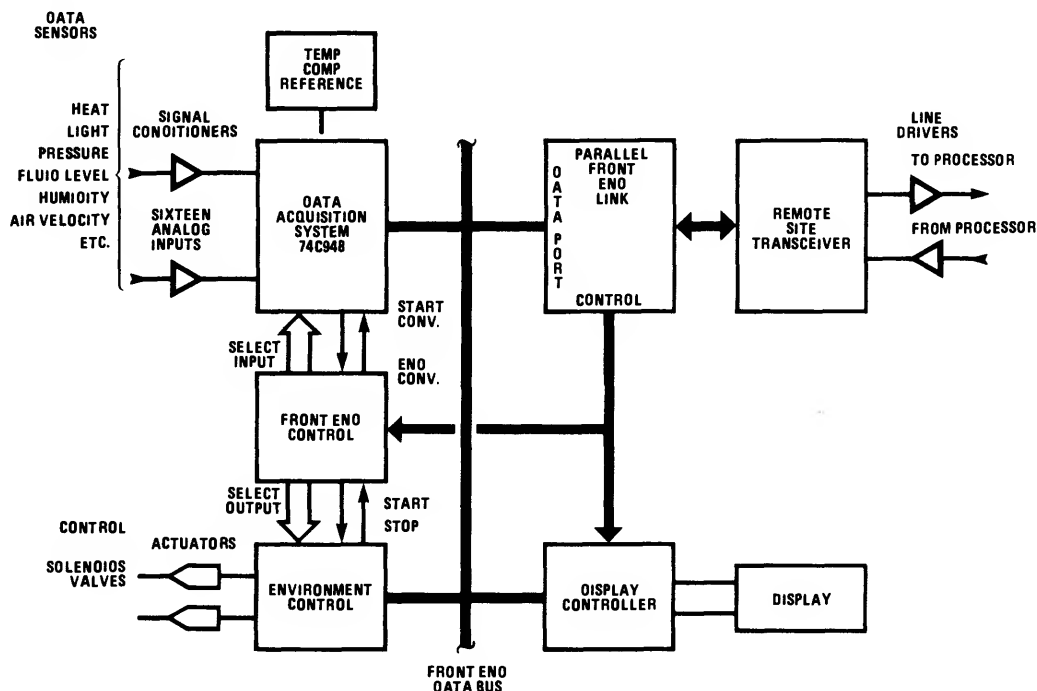 OATA
SENSORS
HEAT
LIGHT
PRESSURE
FLUID LEVEL
HUMIOITY
AIR VELOCITY
ETC.
SIGNAL
CONDITIONERS
SIXTEEN
ANALOG
INPUTS
TEMP
COMP
REFERENCE
OATA
ACQUISITION
SYSTEM
74C948
OATA PORT
PARALLEL
FRONT
ENO
LINK
CONTROL
REMOTE
SITE
TRANSCEIVER
LINE
DRIVERS
TO PROCESSOR
FROM PROCESSOR
SELECT
INPUT
START
CONV.
ENO
CONV.
FRONT ENO
CONTROL
SELECT
OUTPUT
START
STOP
CONTROL
SOLENOIOS
VALVES
ACTUATORS
ENVIRONMENT
CONTROL
OISPLAY
CONTROLLER
DISPLAY
FRONT ENO
OATA BUS